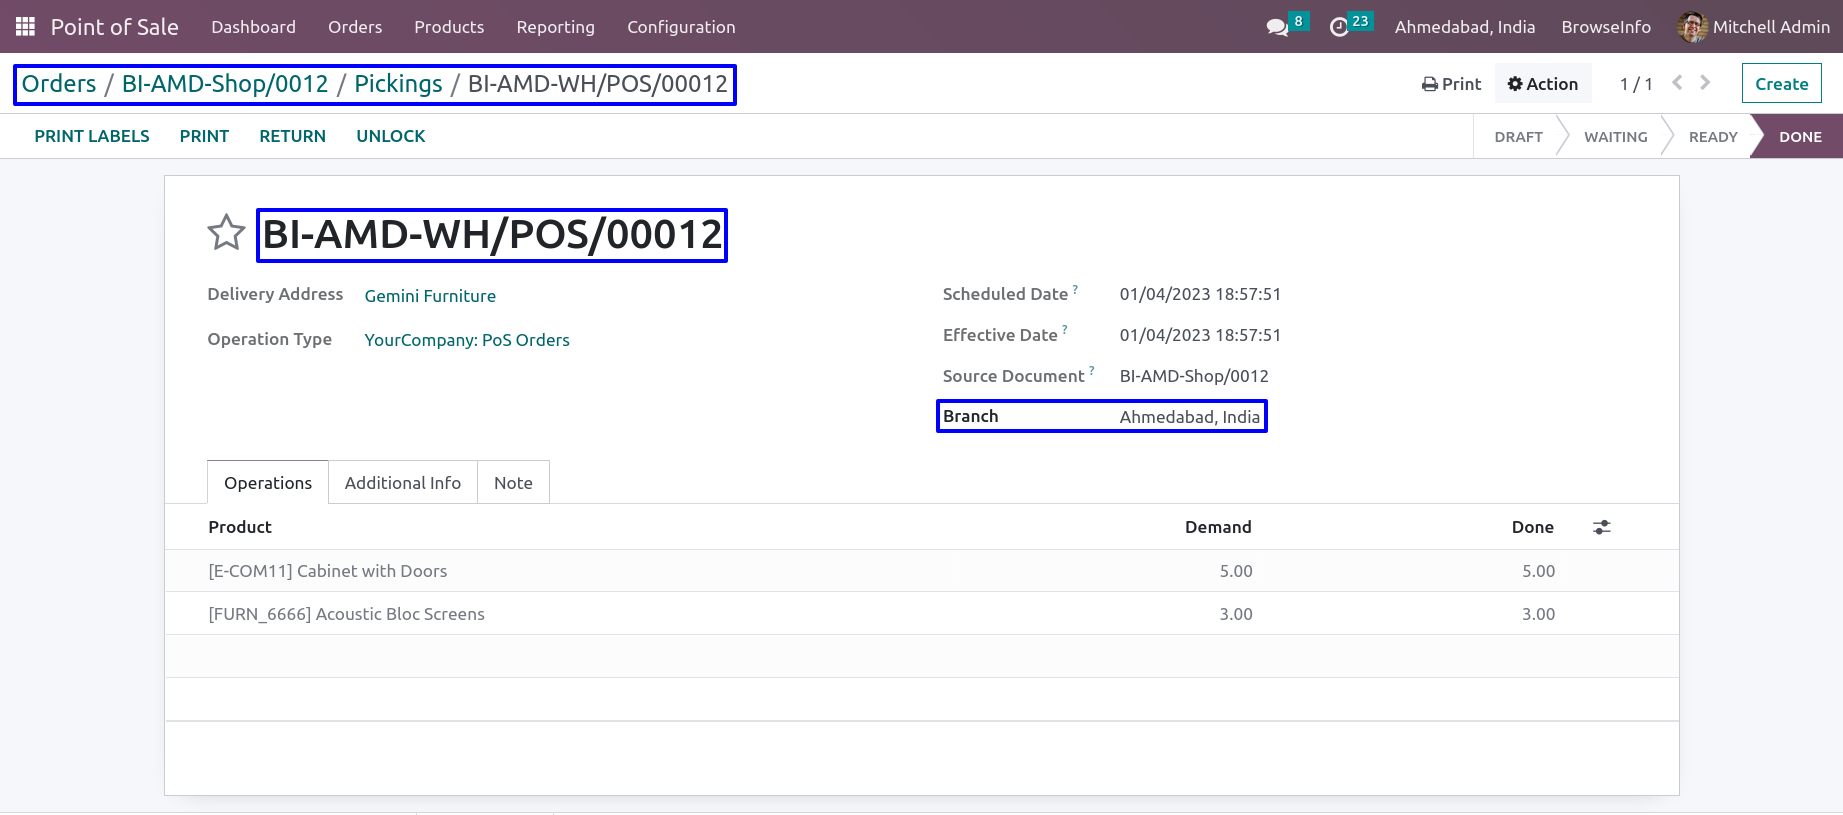 Point of Sale Dashboard Orders Products Reporting Configuration 8 23 Ahmedabad, India BrowseInfo Mitchell Admin
Orders / BI-AMD-Shop/0012 / Pickings / BI-AMD-WH/POS/00012 Print Action 1 / 1 Create
PRINT LABELS PRINT RETURN UNLOCK DRAFT WAITING READY DONE
BI-AMD-WH/POS/00012
Delivery Address Gemini Furniture Scheduled Date ? 01/04/2023 18:57:51
Operation Type YourCompany: PoS Orders Effective Date ? 01/04/2023 18:57:51
Source Document ? BI-AMD-Shop/0012
Branch Ahmedabad, India
Operations Additional Info Note
Product Demand Done
[E-COM11] Cabinet with Doors 5.00 5.00
[FURN_6666] Acoustic Bloc Screens 3.00 3.00